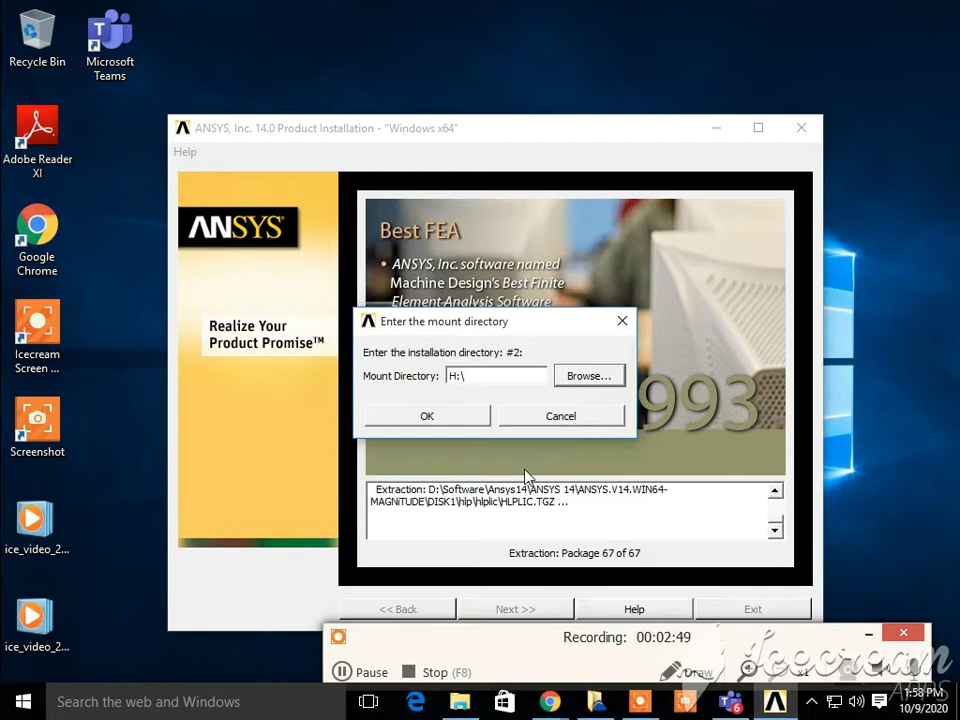 Recycle Bin
Microsoft
Teams
Adobe Reader
XI
Google
Chrome
Icecream
Screen ...
Screenshot
ice_video_2...
ice_video_2...
ANSYS, Inc. 14.0 Product Installation - "Windows x64"
Help
ANSYS®
Realize Your
Product Promise™
Best FEA
• ANSYS, Inc. software named
Machine Design's Best Finite
Element-Analysis Software
993
Enter the mount directory
Enter the installation directory: #2:
Mount Directory:
H:\
Browse...
OK
Cancel
Extraction: D:\Software\Ansys14\ANSYS 14\ANSYS.V14.WIN64-
MAGNiTUDE\DISK1\hlp\hlplic\HLPLIC.TGZ ...
Extraction: Package 67 of 67
<< Back
Next >>
Help
Exit
Recording: 00:02:49
Pause
Stop (F8)
Draw
x1
Icecream
APPS
Search the web and Windows
6
1:53 PM
10/9/2020